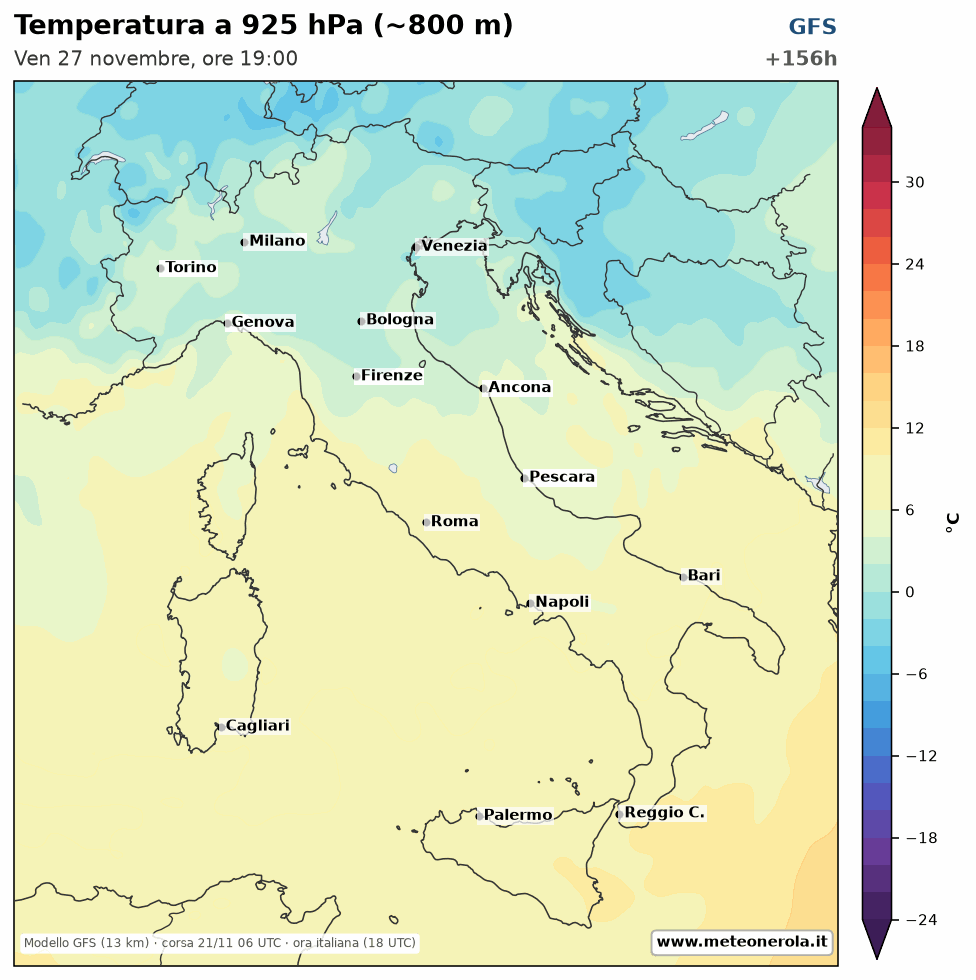 Temperatura a 925 hPa (~800 m)
GFS
Ven 27 novembre, ore 19:00
+156h
Milano
Venezia
Torino
Genova
Bologna
Firenze
Ancona
Pescara
Roma
Bari
Napoli
Cagliari
Palermo
Reggio C.
30
24
18
12
6
0
−6
−12
−18
−24
°C
Modello GFS (13 km) · corsa 21/11 06 UTC · ora italiana (18 UTC)
www.meteonerola.it